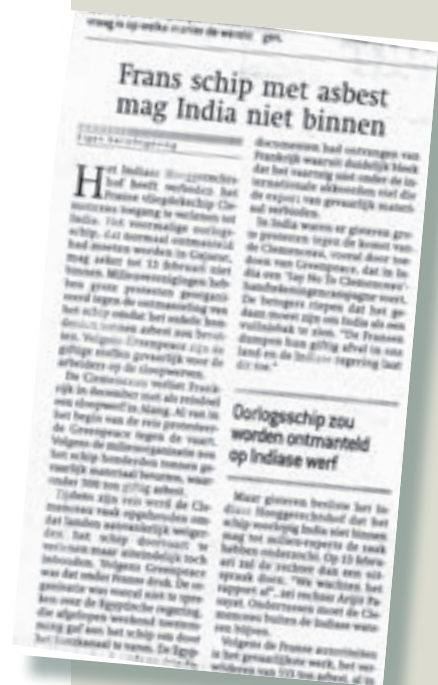 vraag is op welke manier de wereld
Frans schip met asbest
mag India niet binnen
Eigen berichtgeving
Het Indiase Hooggerechts-
hof heeft verboden het
Franse vliegdekschip Cle-
menceau toegang te verlenen tot
India. Het voormalige oorlogs-
schip, dat normaal ontmanteld
had moeten worden in Gujarat,
mag zeker tot 13 februari niet
binnen. Milieuverenigingen heb-
ben grote protesten georgani-
seerd tegen de ontmanteling van
het schip omdat het enkele hon-
derden tonnen asbest zou bevat-
ten. Volgens Greenpeace zijn de
giftige stoffen gevaarlijk voor de
arbeiders op de sloopwerven.
De Clemenceau verliet Frank-
rijk in december met als reisdoel
een sloopwerf in Alang. Al van in
het begin van de reis protesteer-
de Greenpeace tegen de vaart.
Volgens de milieuorganisatie zou
het schip honderden tonnen ge-
vaarlijk materiaal bevatten, waar-
onder 500 ton giftig asbest.
Tijdens zijn reis werd de Cle-
menceau vaak opgehouden om-
dat landen aanvankelijk weiger-
den het schip doorvaart te
verlenen maar uiteindelijk toch
inbonden. Volgens Greenpeace
was dat onder Franse druk. De or-
ganisatie was vooral niet te spre-
ken over de Egyptische regering,
die afgelopen weekend toestem-
ming gaf aan het schip om door
het Suezkanaal te varen. De Egyp-
documenten had ontvangen van
Frankrijk waaruit duidelijk bleek
dat het vaartuig niet onder de in-
ternationale akkoorden viel die
de export van gevaarlijk materi-
aal verbieden.
In India waren er gisteren gro-
te protesten tegen de komst van
de Clemenceau, vooral door toe-
doen van Greenpeace, dat in In-
dia een 'Say No To Clemenceau'-
handtekeningencampagne voert.
De betogers riepen dat het ge-
daan moet zijn om India als een
vuilnisbak te zien. "De Fransen
dumpen hun giftig afval in ons
land en de Indiase regering laat
dit toe."
Oorlogsschip zou
worden ontmanteld
op Indiase werf
Maar gisteren besliste het In-
diase Hooggerechtshof dat het
schip voorlopig India niet binnen
mag tot milieu-experts de zaak
hebben onderzocht. Op 13 febru-
ari zal de rechter dan een uit-
spraak doen. "We wachten het
rapport af", zei rechter Arijit Pa-
sayat. Ondertussen moet de Cle-
menceau buiten de Indiase wate-
ren blijven.
Volgens de Franse autoriteiten
is het gevaarlijkste werk, het ver-
wijderen van 115 ton asbest, al in